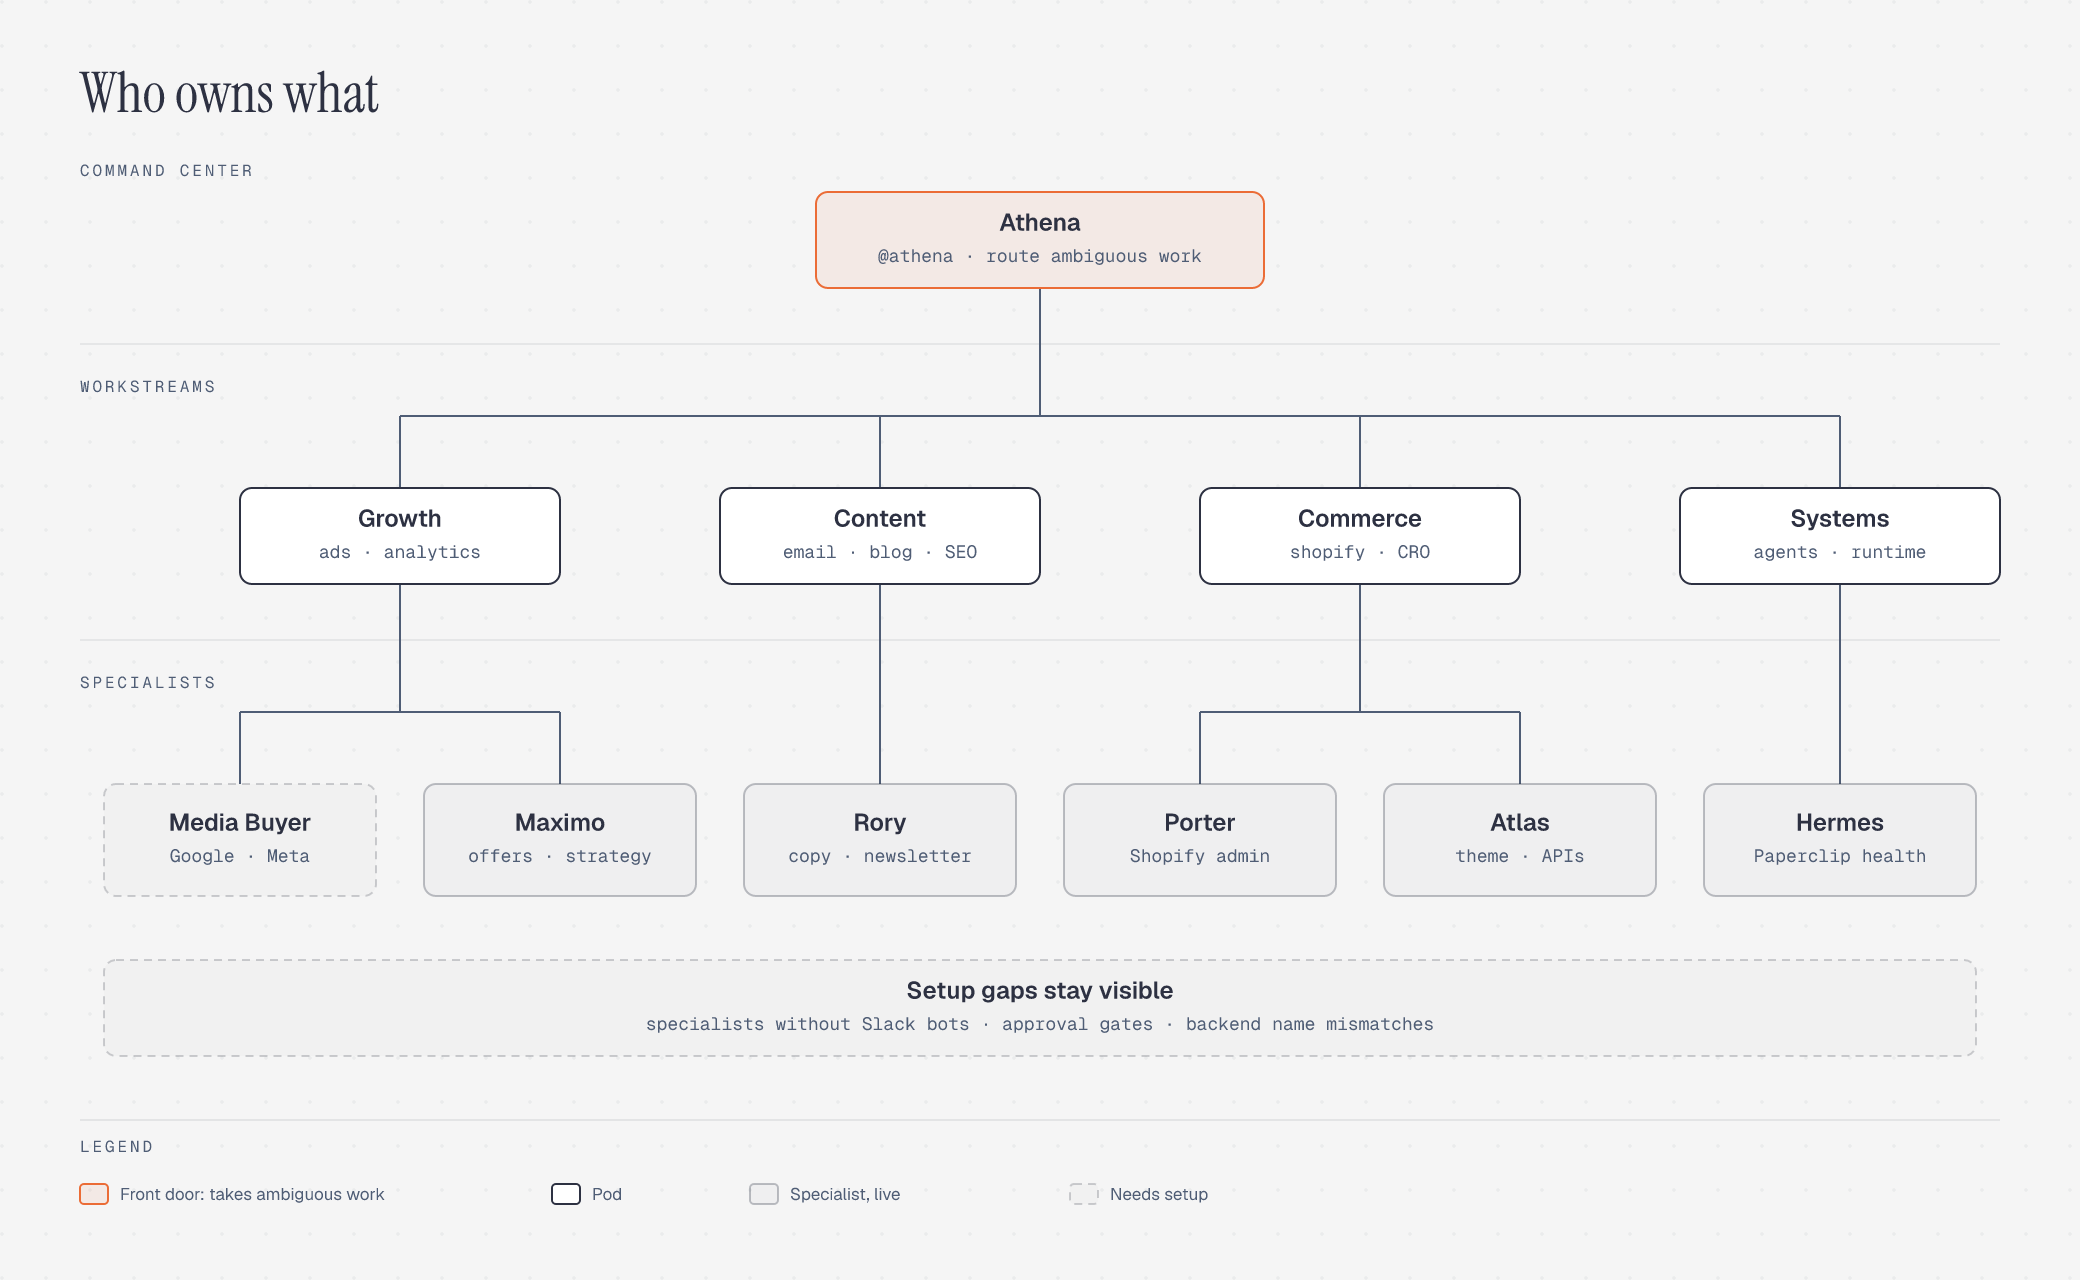 Who owns what
COMMAND CENTER
Athena
@athena · route ambiguous work
WORKSTREAMS
Growth
ads · analytics
Content
email · blog · SEO
Commerce
shopify · CRO
Systems
agents · runtime
SPECIALISTS
Media Buyer
Google · Meta
Maximo
offers · strategy
Rory
copy · newsletter
Porter
Shopify admin
Atlas
theme · APIs
Hermes
Paperclip health
Setup gaps stay visible
specialists without Slack bots · approval gates · backend name mismatches
LEGEND
Front door: takes ambiguous work
Pod
Specialist, live
Needs setup